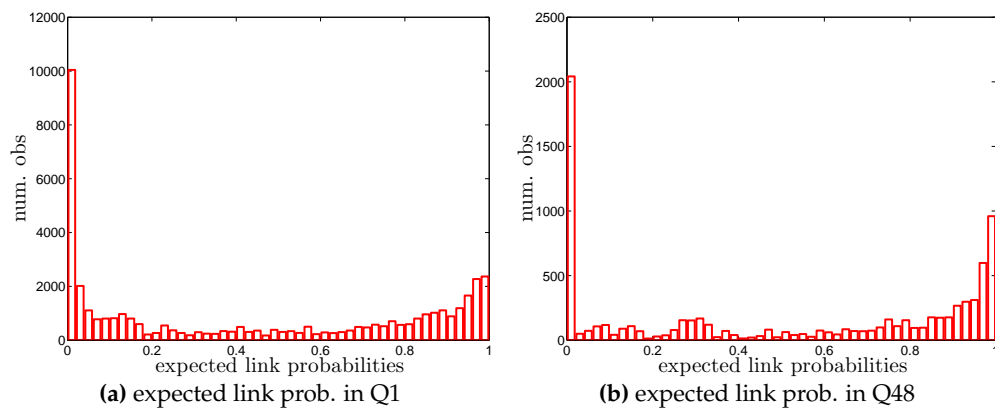 12000
10000
8000
6000
4000
2000
0
num. obs
0 0.2 0.4 0.6 0.8 1
expected link probabilities
(a) expected link prob. in Q1
2500
2000
1500
1000
500
0
num. obs
0 0.2 0.4 0.6 0.8 1
expected link probabilities
(b) expected link prob. in Q48